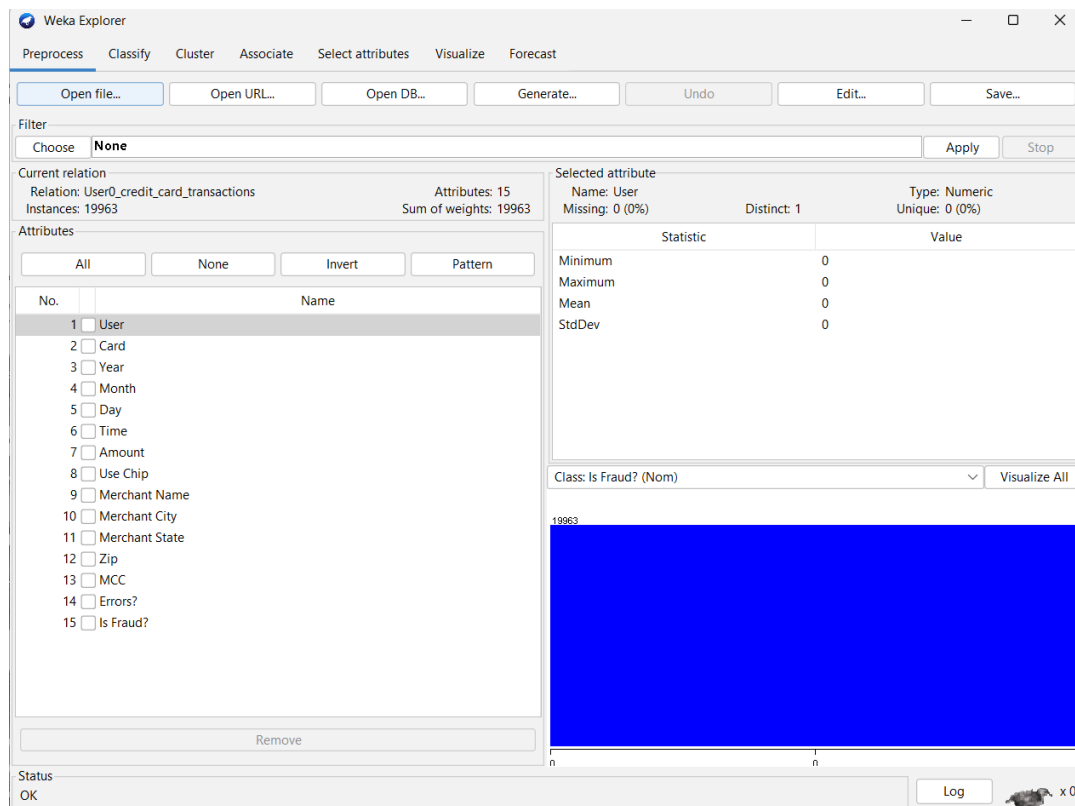 Weka Explorer
Preprocess Classify Cluster Associate Select attributes Visualize Forecast
Open file... Open URL... Open DB... Generate... Undo Edit... Save...
Filter
Choose None Apply Stop
Current relation
Relation: User0_credit_card_transactions Attributes: 15
Instances: 19963 Sum of weights: 19963
Selected attribute
Name: User Type: Numeric
Missing: 0 (0%) Distinct: 1 Unique: 0 (0%)
Attributes
All None Invert Pattern
No. Name
1 User
2 Card
3 Year
4 Month
5 Day
6 Time
7 Amount
8 Use Chip
9 Merchant Name
10 Merchant City
11 Merchant State
12 Zip
13 MCC
14 Errors?
15 Is Fraud?
Remove
Statistic Value
Minimum 0
Maximum 0
Mean 0
StdDev 0
Class: Is Fraud? (Nom) Visualize All
19963
0 0
Status
OK
Log x 0